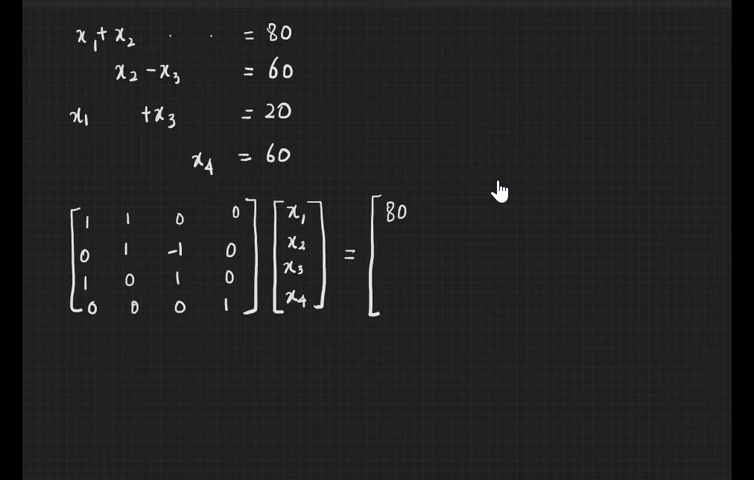 x₁ + x₂ . . = 80
x₂ - x₃ = 60
x₁ + x₃ = 20
x₄ = 60
1 1 0 0 x₁ 80
0 1 -1 0 x₂ =
1 0 1 0 x₃
0 0 0 1 x₄